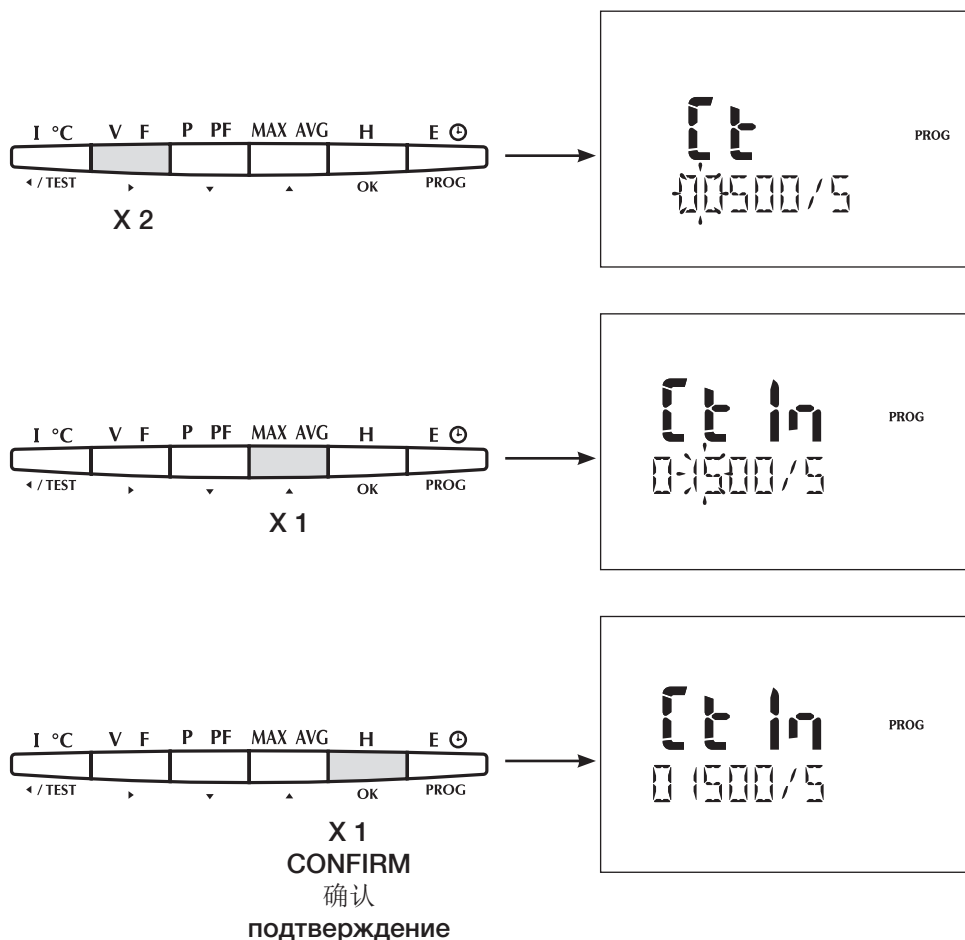 I °C V F P PF MAX AVG H E
/ TEST OK PROG
X 2
Ct
PROG
00500/5
I °C V F P PF MAX AVG H E
/ TEST OK PROG
X 1
Ct In
PROG
01500/5
I °C V F P PF MAX AVG H E
/ TEST OK PROG
X 1
CONFIRM
确认
подтверждение
Ct In
PROG
01500/5